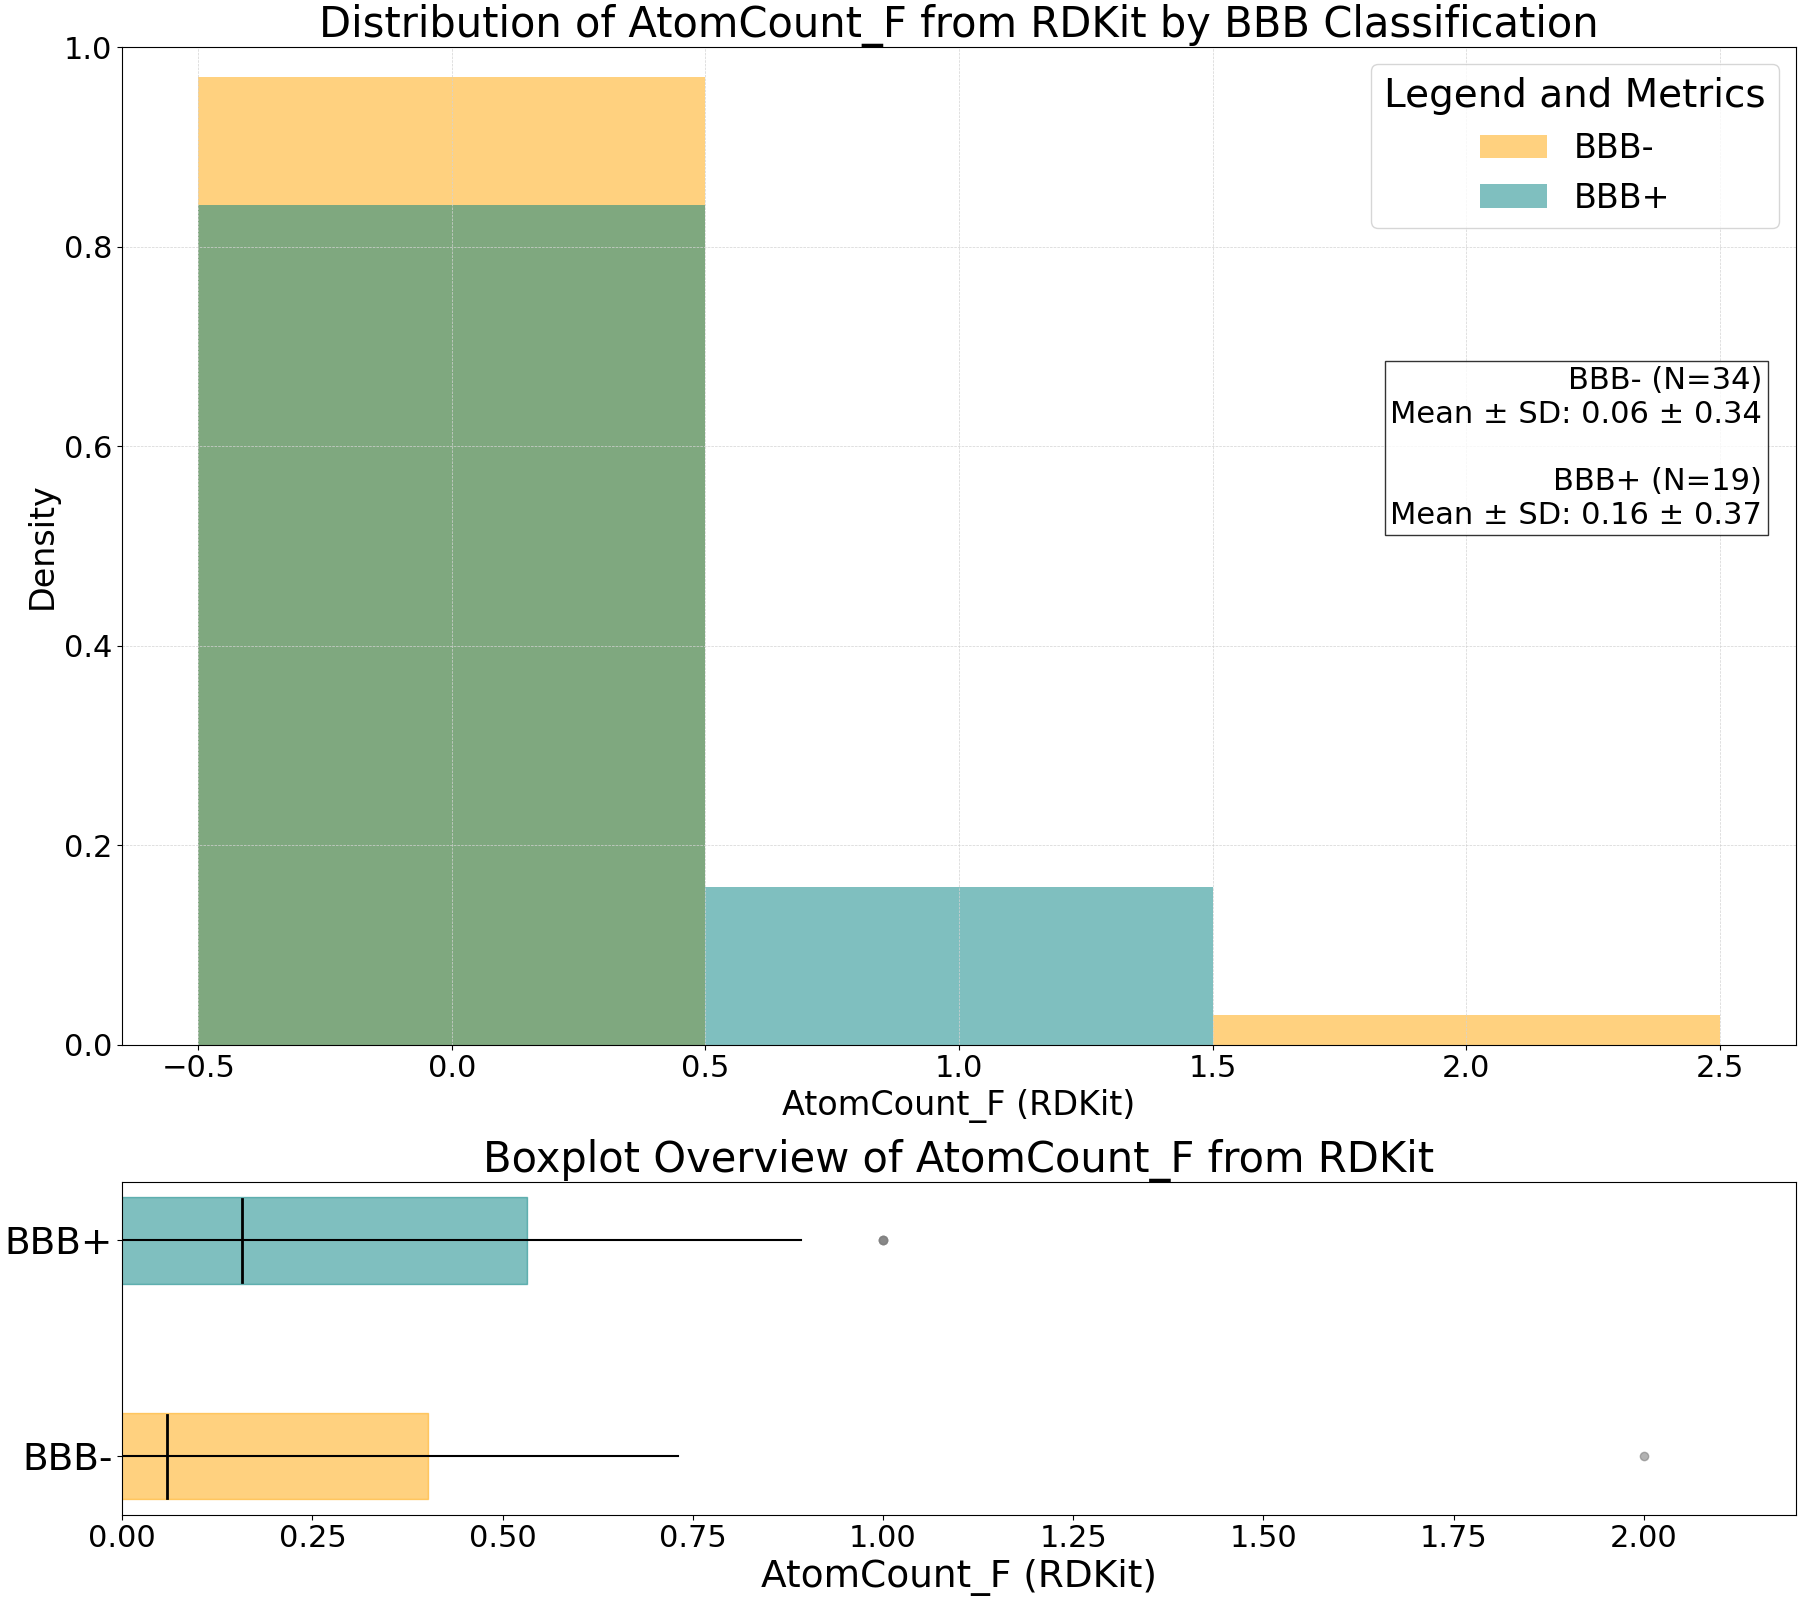 Distribution of AtomCount_F from RDKit by BBB Classification
1.0
0.8
0.6
0.4
0.2
0.0
Density
Legend and Metrics
BBB-
BBB+
BBB- (N=34)
Mean ± SD: 0.06 ± 0.34
BBB+ (N=19)
Mean ± SD: 0.16 ± 0.37
−0.5 0.0 0.5 1.0 1.5 2.0 2.5
AtomCount_F (RDKit)
Boxplot Overview of AtomCount_F from RDKit
BBB+
BBB-
0.00 0.25 0.50 0.75 1.00 1.25 1.50 1.75 2.00
AtomCount_F (RDKit)